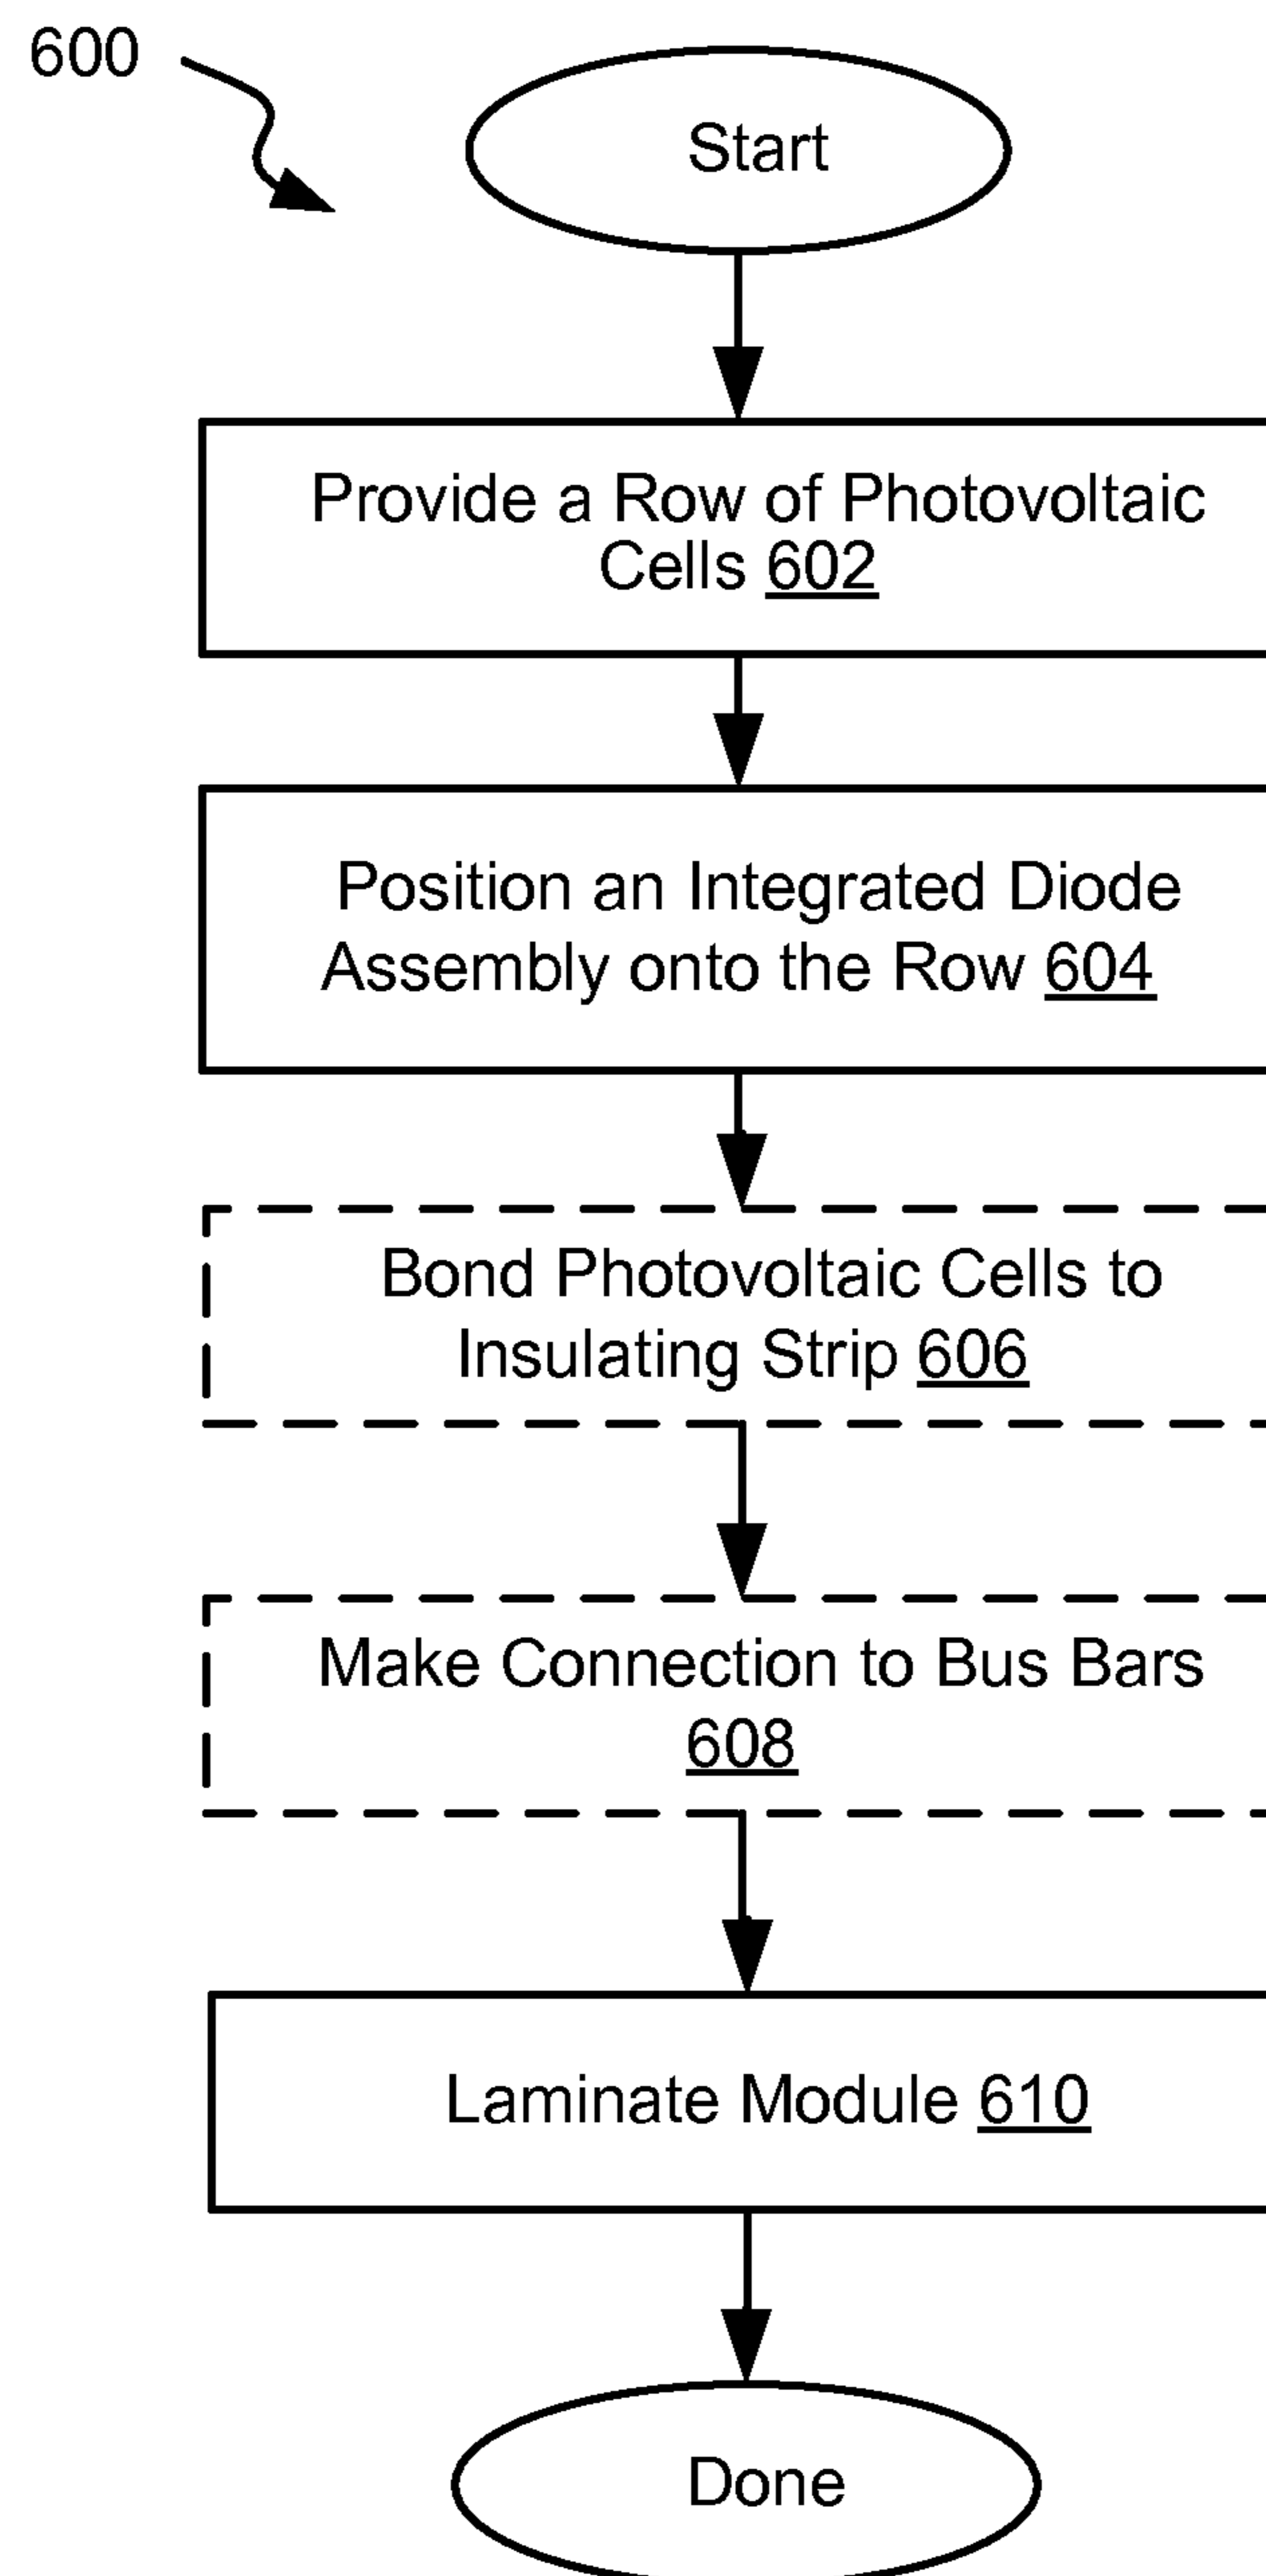 600
Start
Provide a Row of Photovoltaic
Cells 602
Position an Integrated Diode
Assembly onto the Row 604
Bond Photovoltaic Cells to
Insulating Strip 606
Make Connection to Bus Bars
608
Laminate Module 610
Done